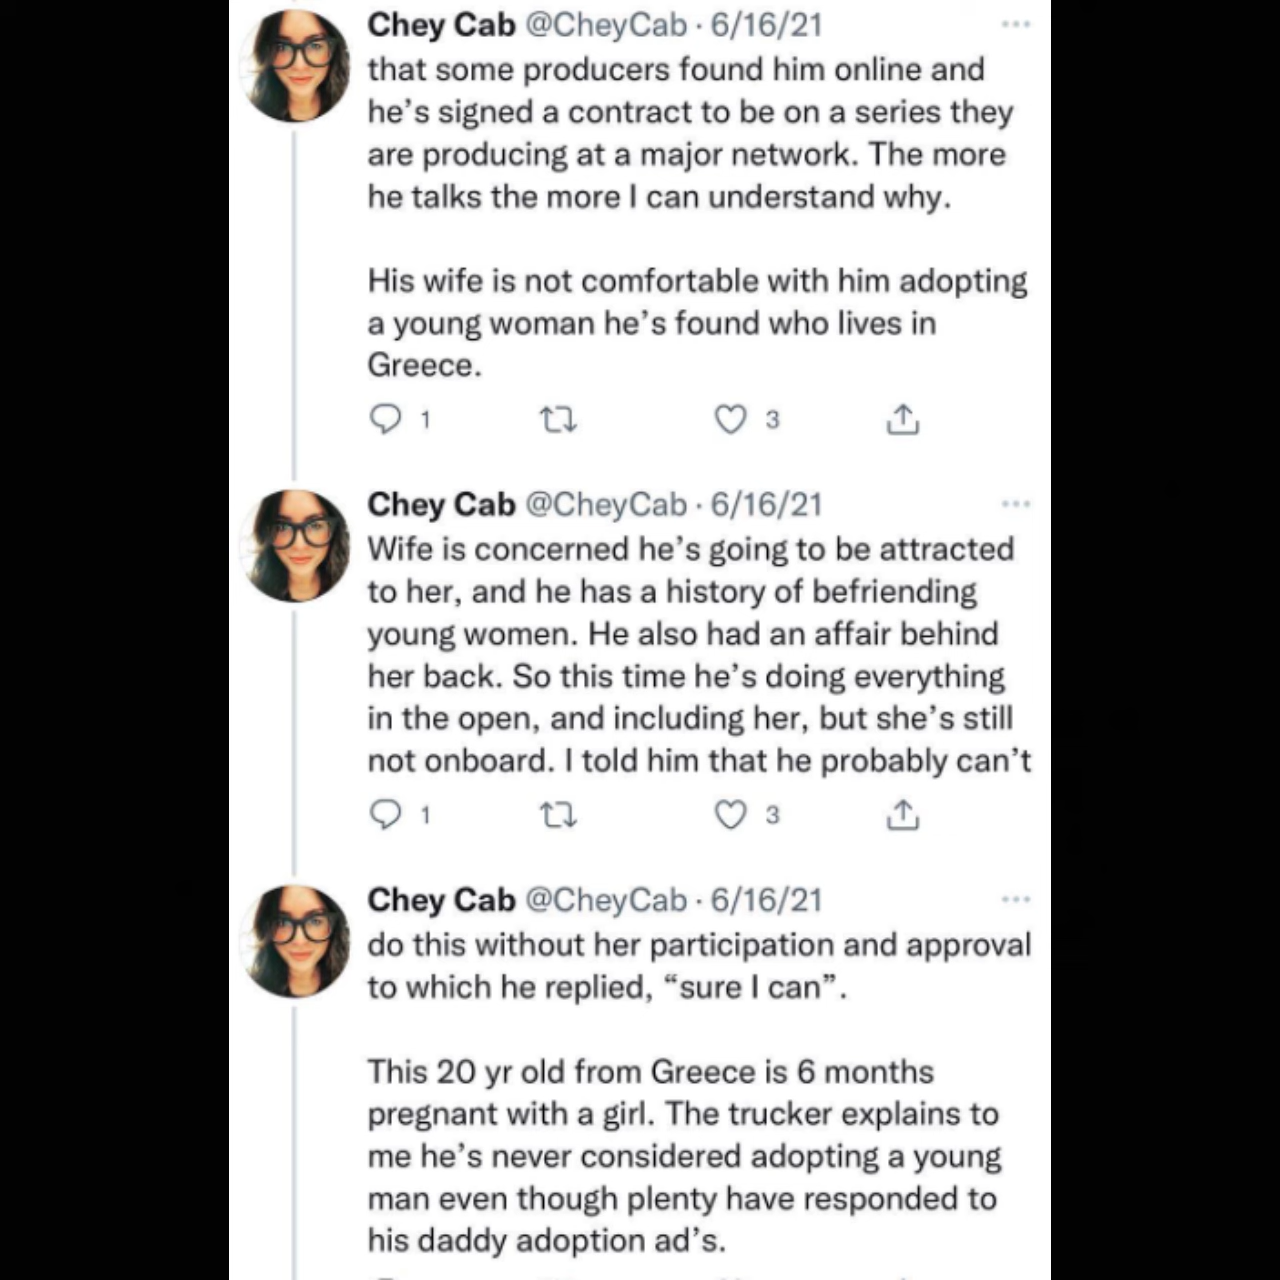 Chey Cab @CheyCab · 6/16/21
that some producers found him online and
he's signed a contract to be on a series they
are producing at a major network. The more
he talks the more I can understand why.
His wife is not comfortable with him adopting
a young woman he's found who lives in
Greece.
1 3
Chey Cab @CheyCab · 6/16/21
Wife is concerned he's going to be attracted
to her, and he has a history of befriending
young women. He also had an affair behind
her back. So this time he's doing everything
in the open, and including her, but she's still
not onboard. I told him that he probably can't
1 3
Chey Cab @CheyCab · 6/16/21
do this without her participation and approval
to which he replied, “sure I can”.
This 20 yr old from Greece is 6 months
pregnant with a girl. The trucker explains to
me he's never considered adopting a young
man even though plenty have responded to
his daddy adoption ad's.